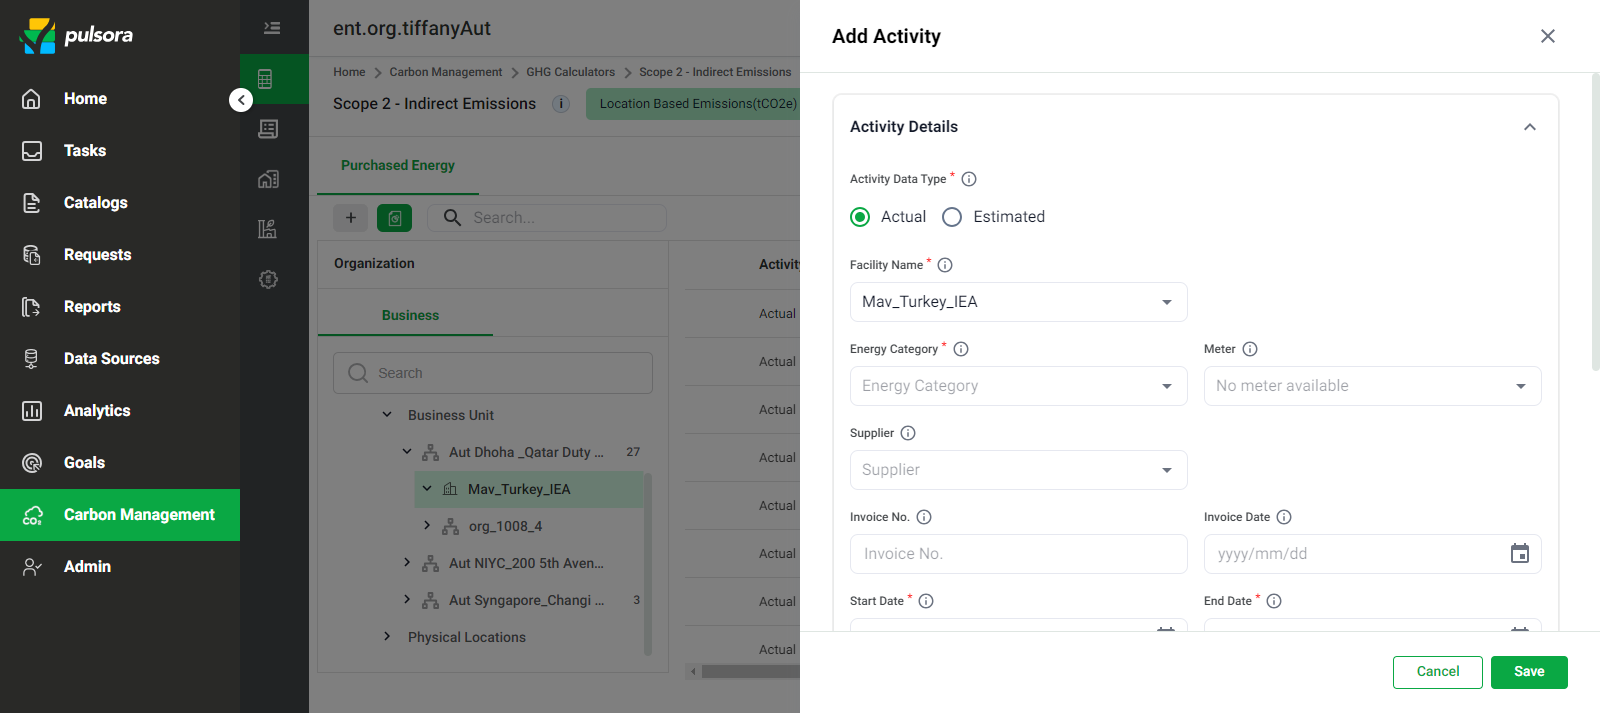 pulsora
Home
Tasks
Catalogs
Requests
Reports
Data Sources
Analytics
Goals
Carbon Management
Admin
ent.org.tiffanyAut
Home > Carbon Management > GHG Calculators > Scope 2 - Indirect Emissions
Scope 2 - Indirect Emissions
Location Based Emissions(tCO2e)
Purchased Energy
Search...
Organization
Business
Search
Business Unit
Aut Dhoha _Qatar Duty ... 27
Mav_Turkey_IEA
org_1008_4
Aut NIYC_200 5th Aven...
Aut Syngapore_Changi ... 3
Physical Locations
Activity
Actual
Actual
Actual
Actual
Actual
Actual
Actual
Actual
Add Activity
Activity Details
Activity Data Type *
Actual Estimated
Facility Name *
Mav_Turkey_IEA
Energy Category * Meter
Energy Category No meter available
Supplier
Supplier
Invoice No. Invoice Date
Invoice No. yyyy/mm/dd
Start Date * End Date *
Cancel Save